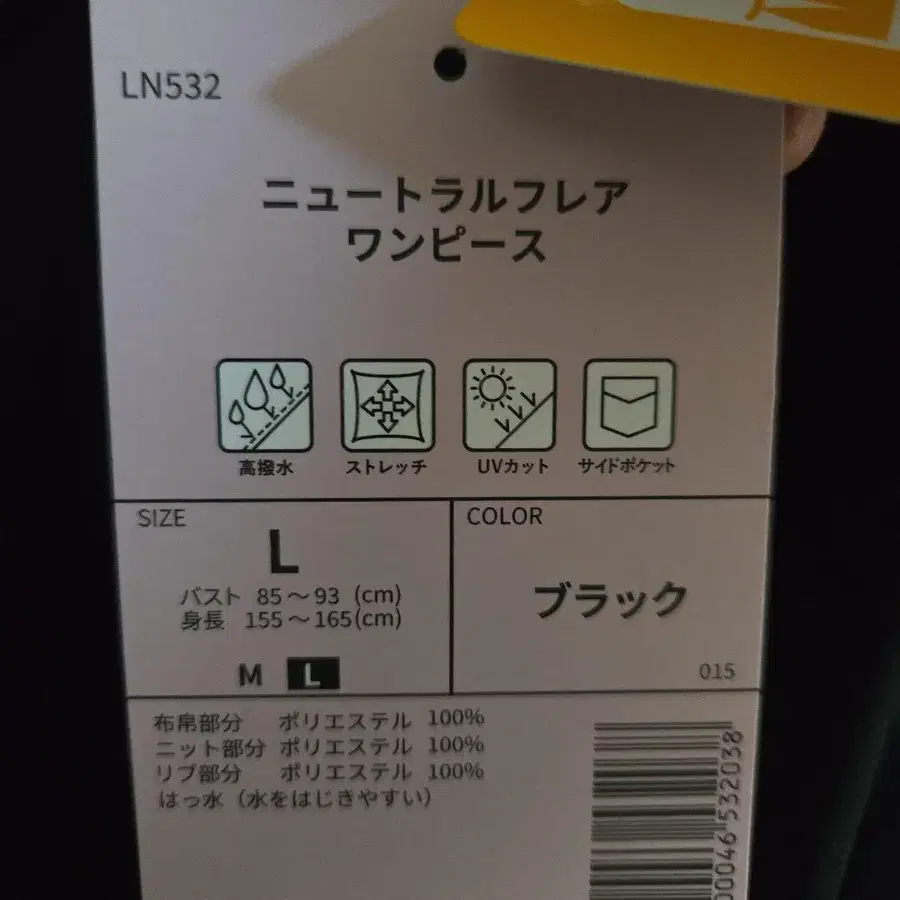 LN532
ニュートラルフレア
ワンピース
高撥水 ストレッチ UVカット サイドポケット
SIZE
L
バスト 85～93 (cm)
身長 155～165(cm)
M L
COLOR
ブラック
015
布帛部分 ポリエステル 100%
ニット部分 ポリエステル 100%
リブ部分 ポリエステル 100%
はっ水（水をはじきやすい）
00046 532038